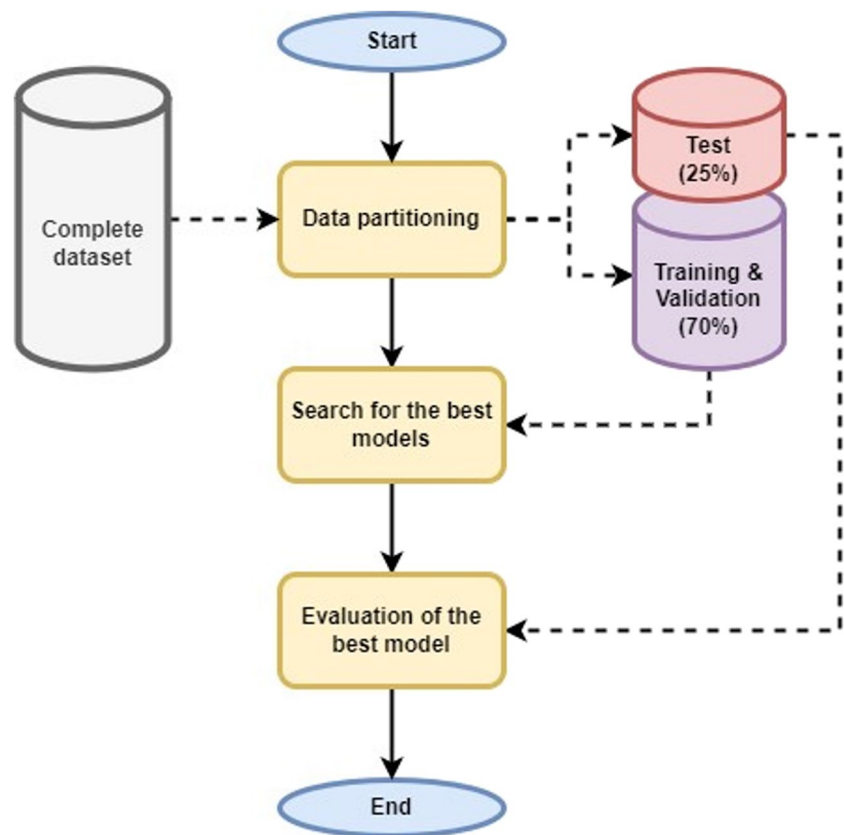 Start
Complete
dataset
Data partitioning
Test
(25%)
Training &
Validation
(70%)
Search for the best
models
Evaluation of the
best model
End